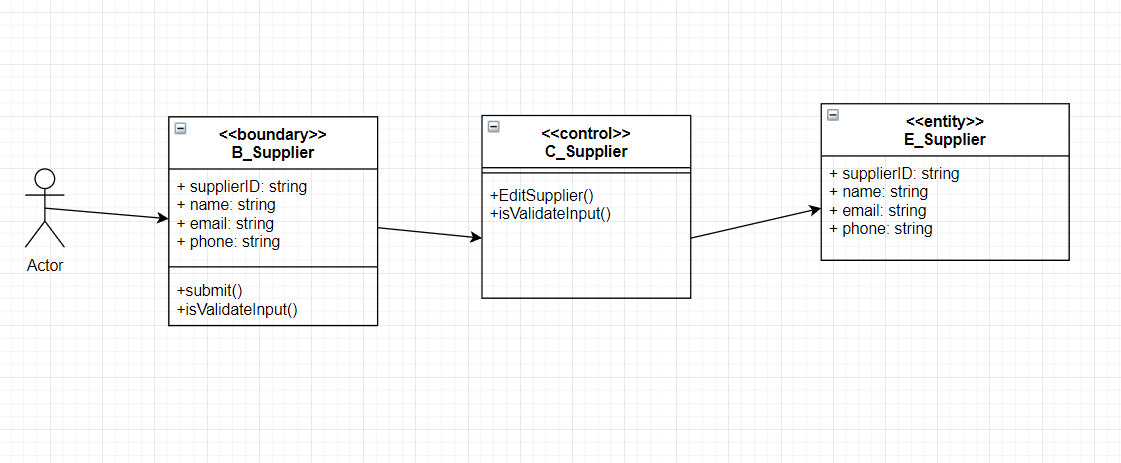 Actor
<<boundary>>
B_Supplier
+ supplierID: string
+ name: string
+ email: string
+ phone: string
+submit()
+isValidateInput()
<<control>>
C_Supplier
+EditSupplier()
+isValidateInput()
<<entity>>
E_Supplier
+ supplierID: string
+ name: string
+ email: string
+ phone: string